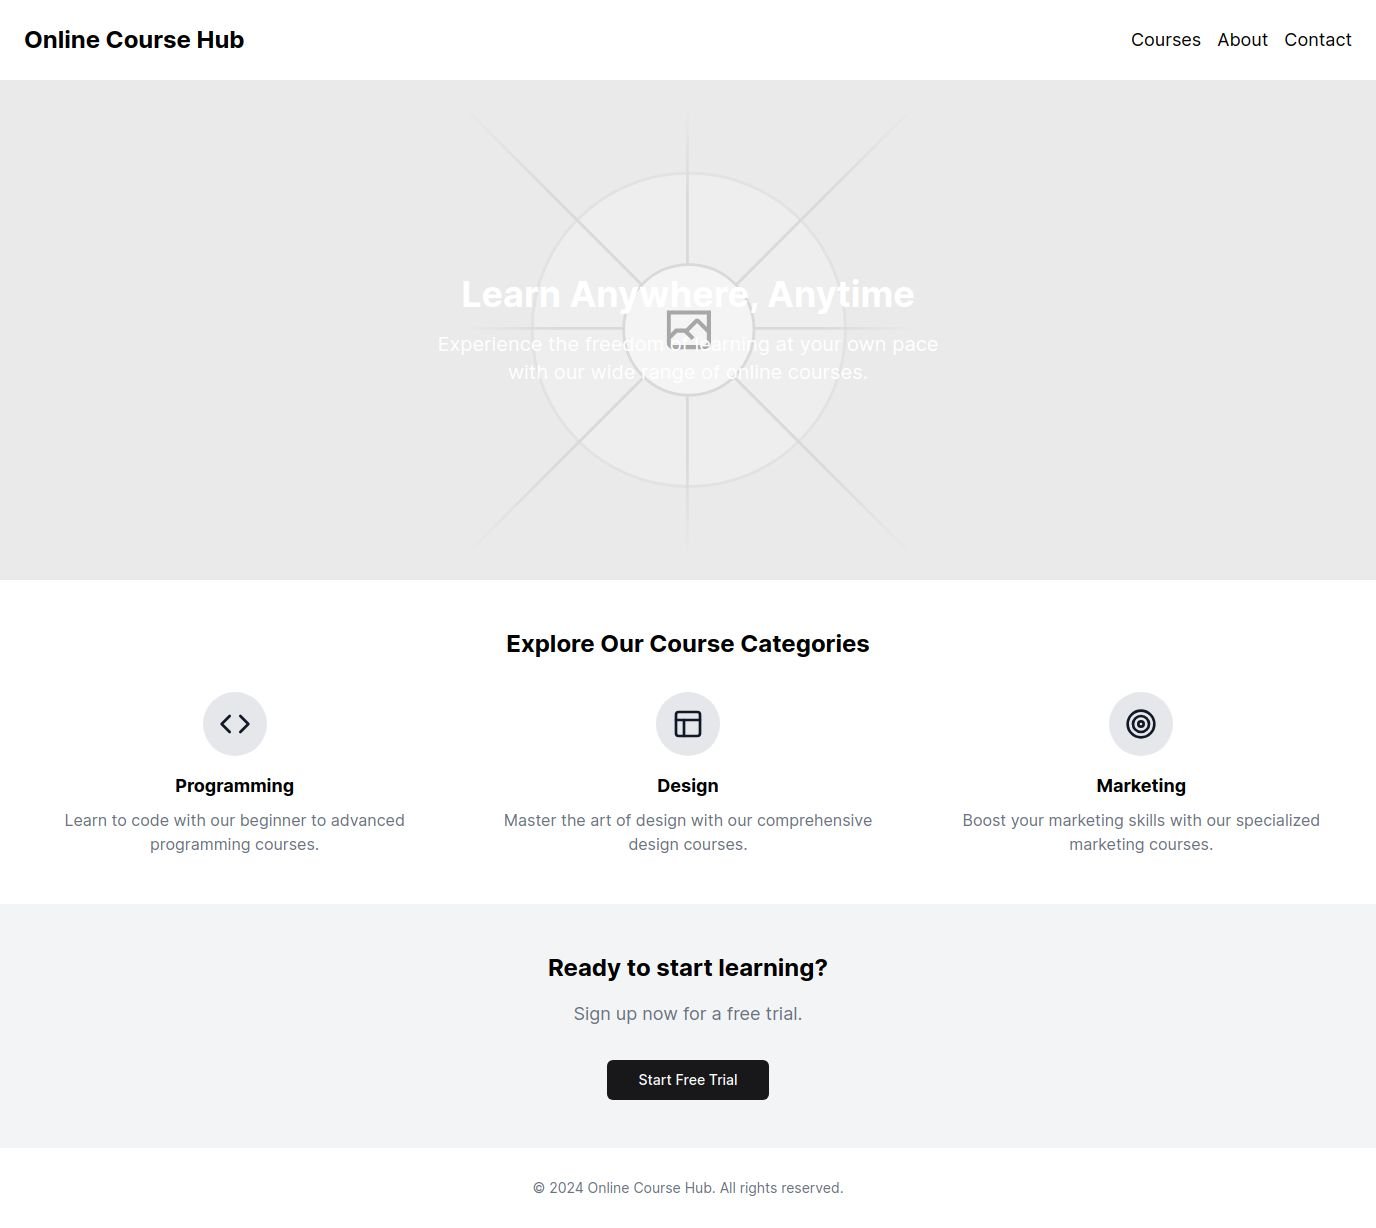 Online Course Hub
Courses About Contact
Learn Anywhere, Anytime
Experience the freedom of learning at your own pace
with our wide range of online courses.
Explore Our Course Categories
Programming
Learn to code with our beginner to advanced
programming courses.
Design
Master the art of design with our comprehensive
design courses.
Marketing
Boost your marketing skills with our specialized
marketing courses.
Ready to start learning?
Sign up now for a free trial.
Start Free Trial
© 2024 Online Course Hub. All rights reserved.